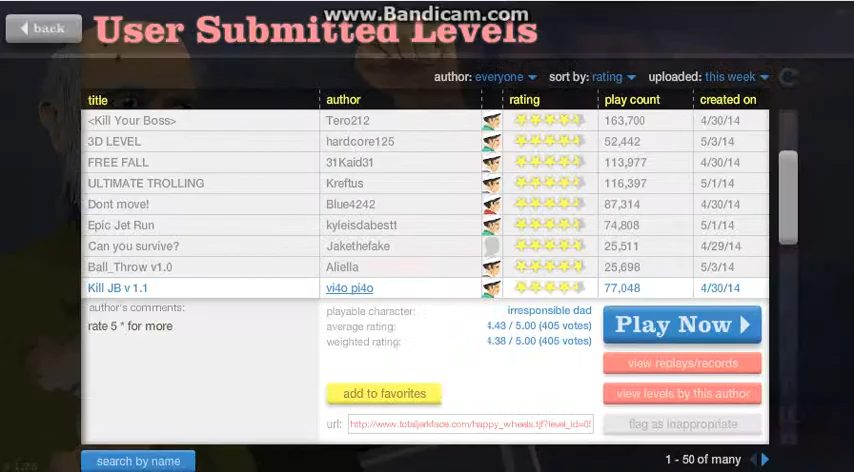 www.Bandicam.com
back
User Submitted Levels
author: everyone sort by: rating uploaded: this week
title author rating play count created on
<Kill Your Boss> Tero212 163,700 4/30/14
3D LEVEL hardcore125 52,442 5/3/14
FREE FALL 31Kaid31 113,977 4/30/14
ULTIMATE TROLLING Kreftus 116,397 5/1/14
Dont move! Blue4242 87,314 4/30/14
Epic Jet Run kyleisdabestt 74,808 5/1/14
Can you survive? Jakethefake 25,511 4/29/14
Ball_Throw v1.0 Aliella 25,698 5/3/14
Kill JB v 1.1 vi4o pi4o 77,048 4/30/14
author's comments:
rate 5 * for more
playable character: irresponsible dad
average rating: 4.43 / 5.00 (405 votes)
weighted rating: 4.38 / 5.00 (405 votes)
Play Now
view replays/records
add to favorites
view levels by this author
url: http://www.totaljerkface.com/happy_wheels.tjf?level_id=
flag as inappropriate
search by name
1 - 50 of many